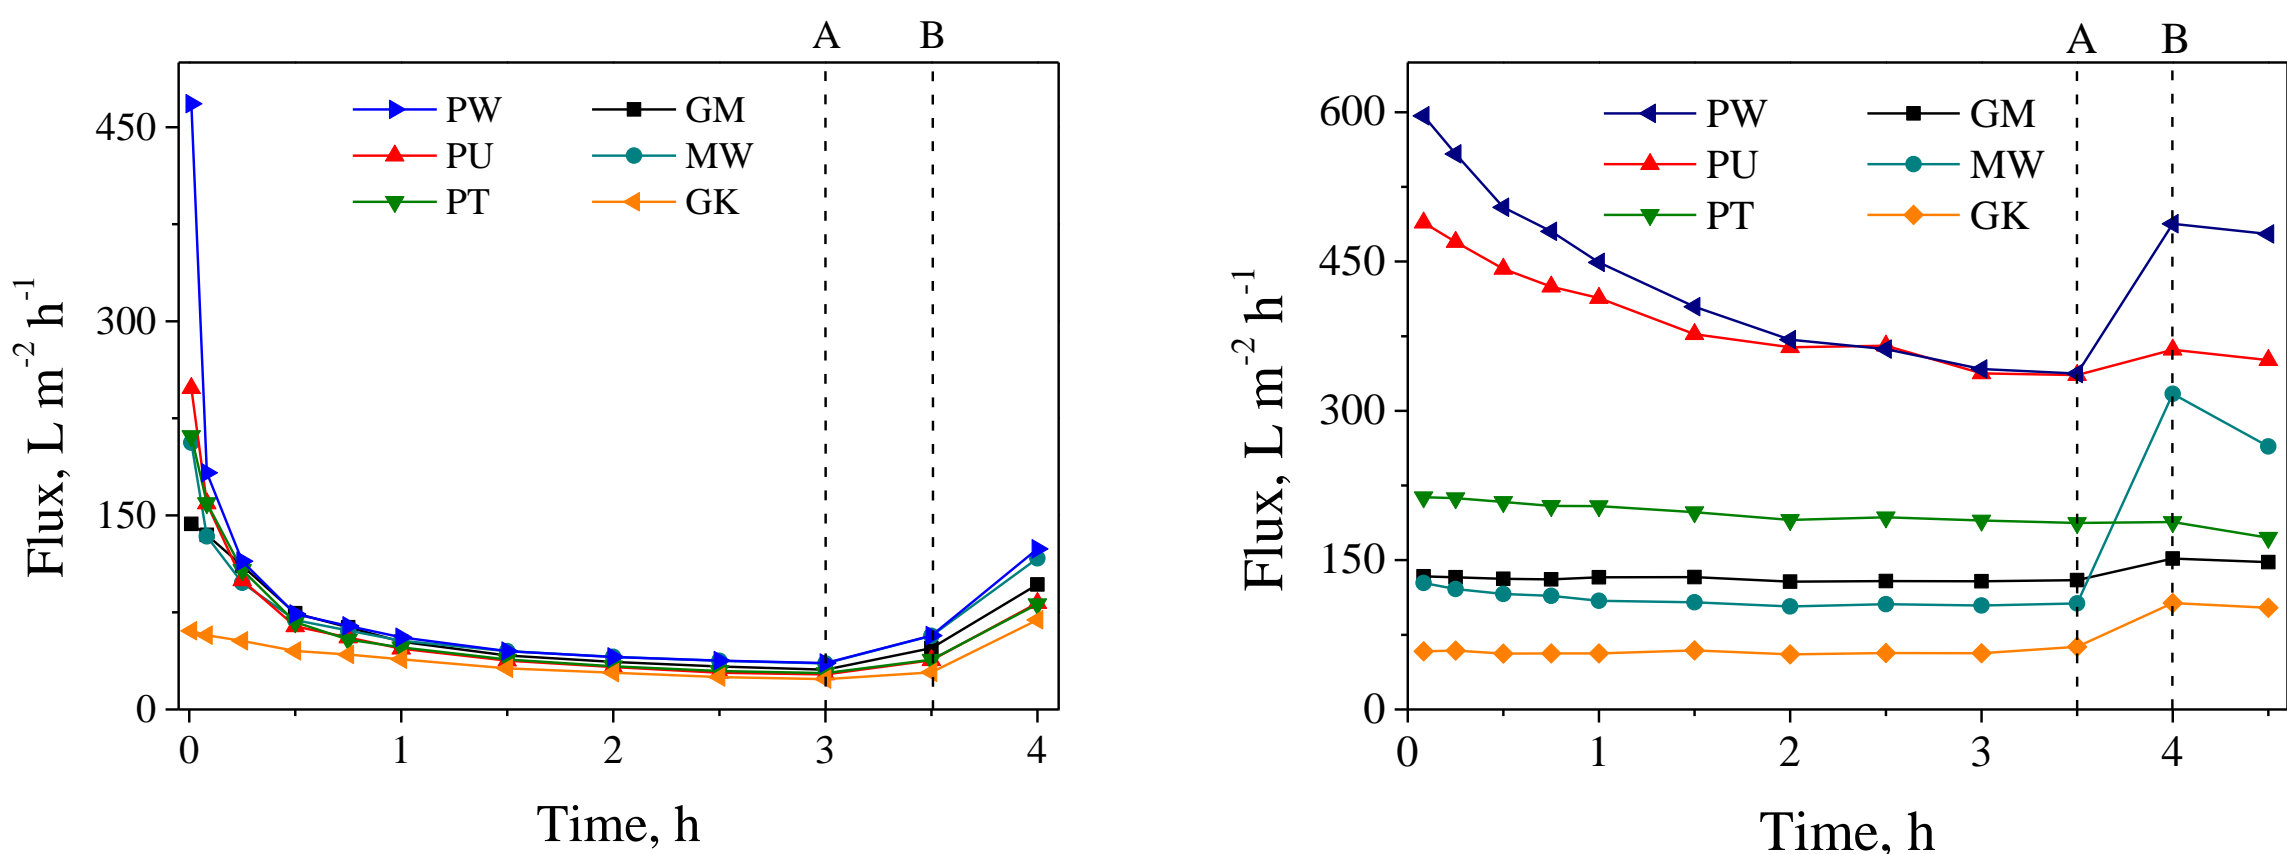 A B
450
300
150
0
0 1 2 3 4
PW GM
PU MW
PT GK
Flux, L m⁻² h⁻¹
Time, h
A B
600
450
300
150
0
0 1 2 3 4
PW GM
PU MW
PT GK
Flux, L m⁻² h⁻¹
Time, h